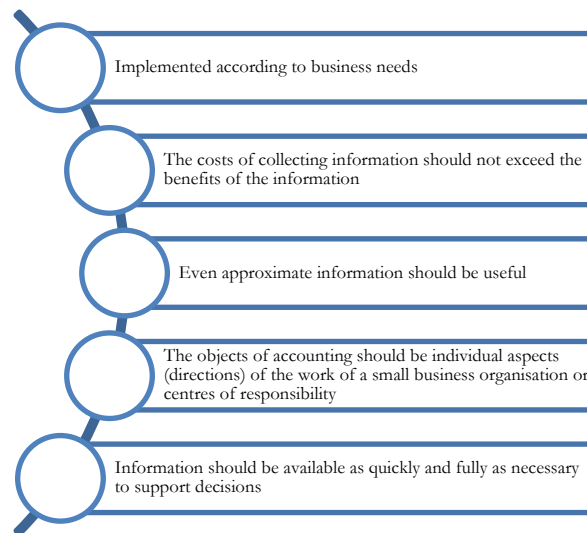 Implemented according to business needs
The costs of collecting information should not exceed the
benefits of the information
Even approximate information should be useful
The objects of accounting should be individual aspects
(directions) of the work of a small business organisation or
centres of responsibility
Information should be available as quickly and fully as necessary
to support decisions